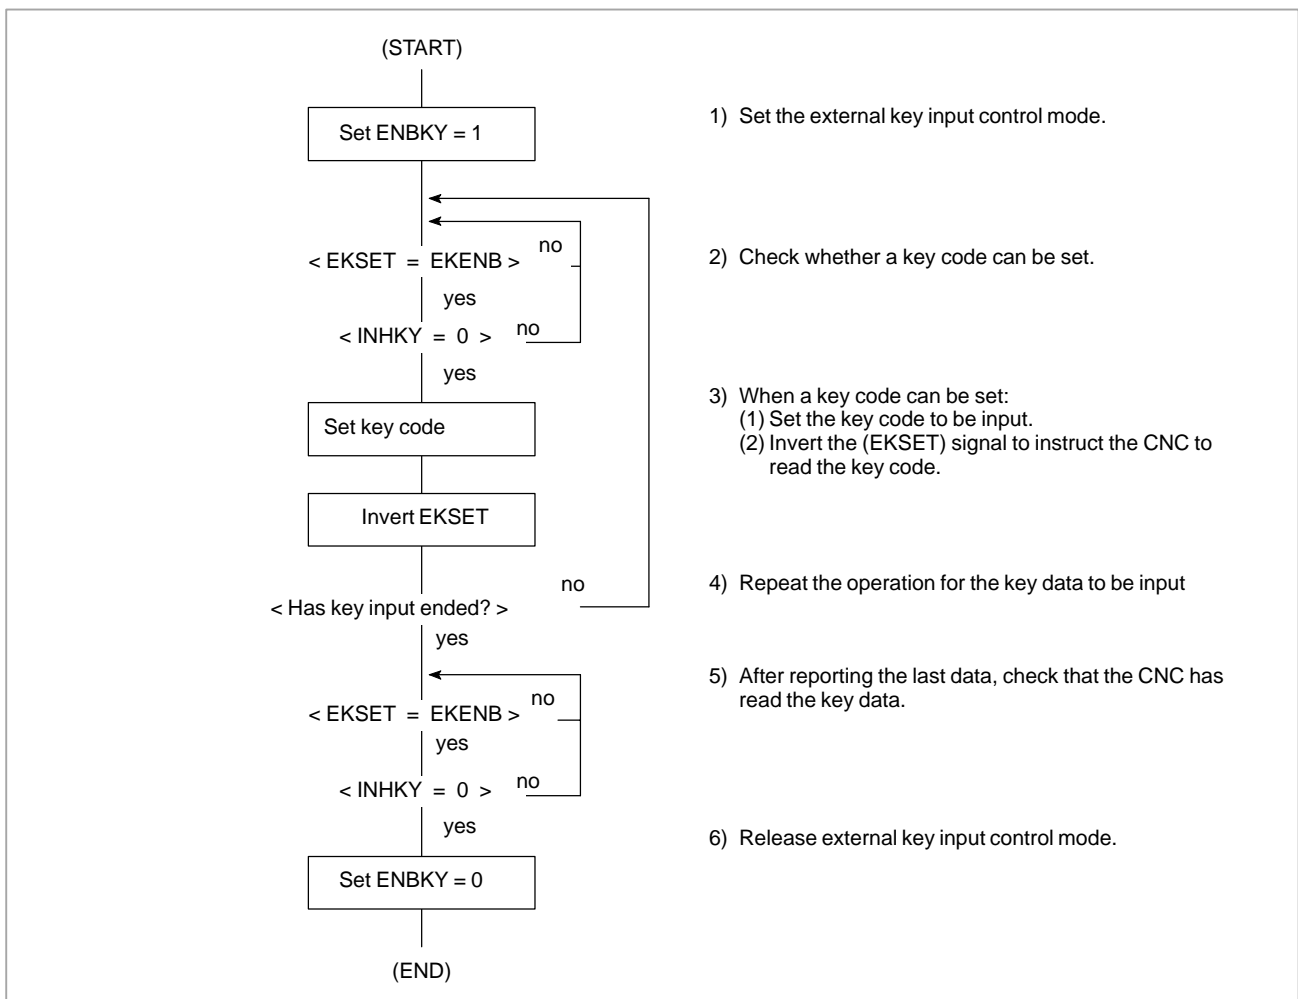 (START)
Set ENBKY = 1
1) Set the external key input control mode.
no
< EKSET = EKENB >
2) Check whether a key code can be set.
yes
no
< INHKY = 0 >
yes
3) When a key code can be set:
(1) Set the key code to be input.
Set key code
(2) Invert the (EKSET) signal to instruct the CNC to
read the key code.
Invert EKSET
no
4) Repeat the operation for the key data to be input
< Has key input ended? >
yes
5) After reporting the last data, check that the CNC has
read the key data.
no
< EKSET = EKENB >
yes
no
< INHKY = 0 >
yes
6) Release external key input control mode.
Set ENBKY = 0
(END)